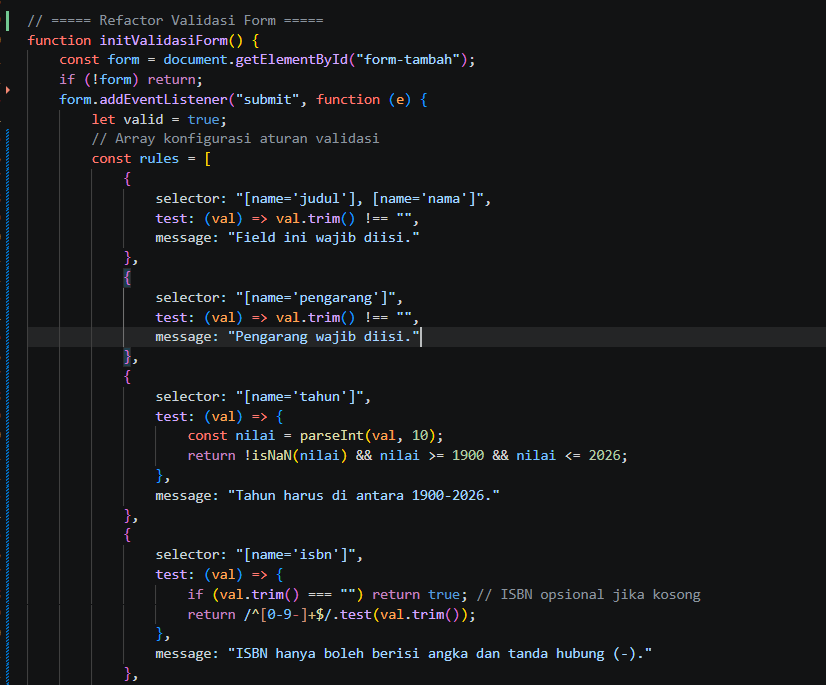 // ===== Refactor Validasi Form =====
function initValidasiForm() {
    const form = document.getElementById("form-tambah");
    if (!form) return;
    form.addEventListener("submit", function (e) {
        let valid = true;
        // Array konfigurasi aturan validasi
        const rules = [
            {
                selector: "[name='judul'], [name='nama']",
                test: (val) => val.trim() !== "",
                message: "Field ini wajib diisi."
            },
            {
                selector: "[name='pengarang']",
                test: (val) => val.trim() !== "",
                message: "Pengarang wajib diisi."
            },
            {
                selector: "[name='tahun']",
                test: (val) => {
                    const nilai = parseInt(val, 10);
                    return !isNaN(nilai) && nilai >= 1900 && nilai <= 2026;
                },
                message: "Tahun harus di antara 1900-2026."
            },
            {
                selector: "[name='isbn']",
                test: (val) => {
                    if (val.trim() === "") return true; // ISBN opsional jika kosong
                    return /^[0-9-]+$/.test(val.trim());
                },
                message: "ISBN hanya boleh berisi angka dan tanda hubung (-)."
            },